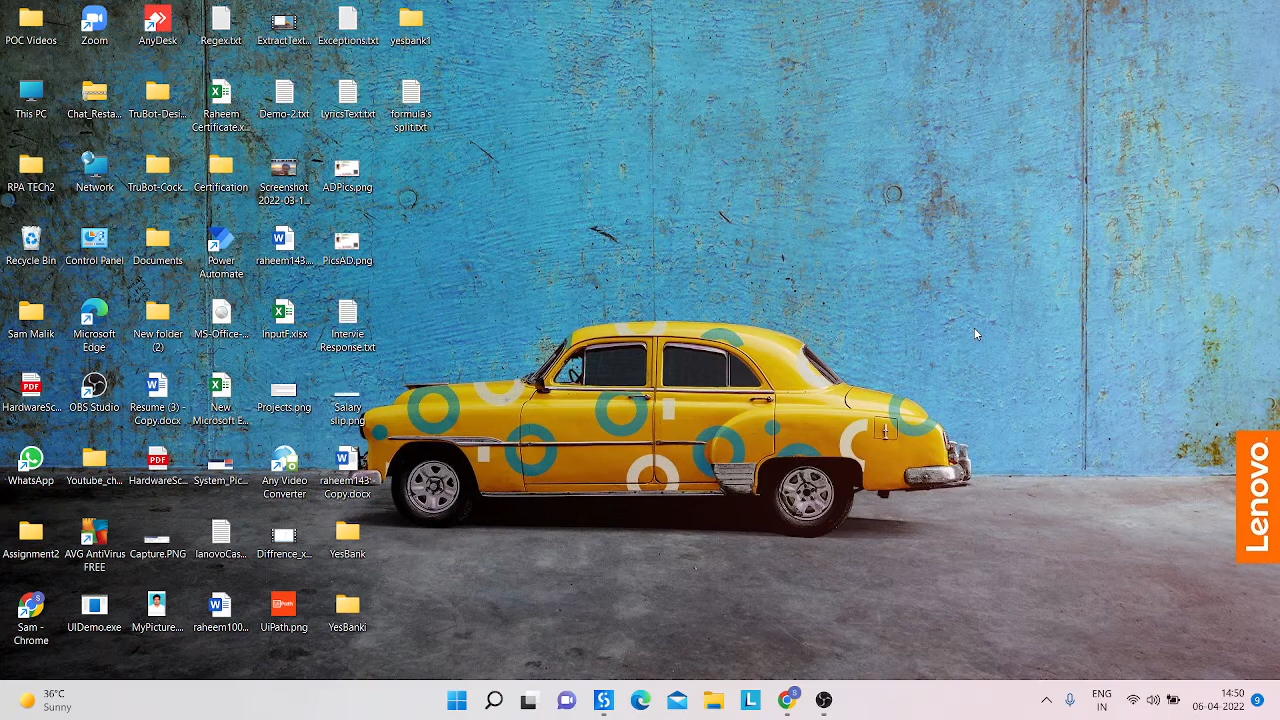 POC Videos
Zoom
AnyDesk
Regex.txt
ExtractText...
Exceptions.txt
yesbank1
This PC
Chat_Resta...
TruBot-Desi...
Raheem
Certificate.x...
Demo-2.txt
LyricsText.txt
formula's
split.txt
RPA TECh2
Network
TruBot-Cock...
Certification
Screenshot
2022-03-1...
ADPics.png
Recycle Bin
Control Panel
Documents
Power
Automate
raheem143....
PicsAD.png
Sam Malik
Microsoft
Edge
New folder
(2)
MS-Office-...
InputF.xlsx
Intervie
Response.txt
PDF
HardwareSc...
OBS Studio
Resume (3) -
Copy.docx
New
Microsoft E...
Projects.png
Salary
slip.png
WhatsApp
Youtube_ch...
PDF
HardwareSc...
System_Pic...
Any Video
Converter
raheem143-
Copy.docx
Assignment2
AVG AntiVirus
FREE
Capture.PNG
lanovoCas...
Diffrence_x...
YesBank
Sam -
Chrome
UIDemo.exe
MyPicture....
raheem100...
UiPath
UiPath.png
YesBanki
Lenovo
36°C
Sunny
ENG
IN
06-04-2022
9